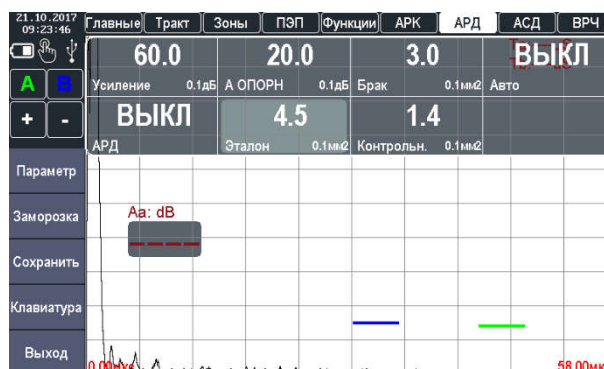 21.10.2017
09:23:46
Главные Тракт Зоны ПЭП Функции АРК АРД АСД ВРЧ
60.0 20.0 3.0 ВЫКЛ
Усиление 0.1дБ А ОПОРН 0.1дБ Брак 0.1мм2 Авто
A B
+ -
ВЫКЛ 4.5 1.4
АРД Эталон 0.1мм2 Контрольн. 0.1мм2
Параметр
Заморозка
Aa: dB
Сохранить
Клавиатура
Выход
58.00мк